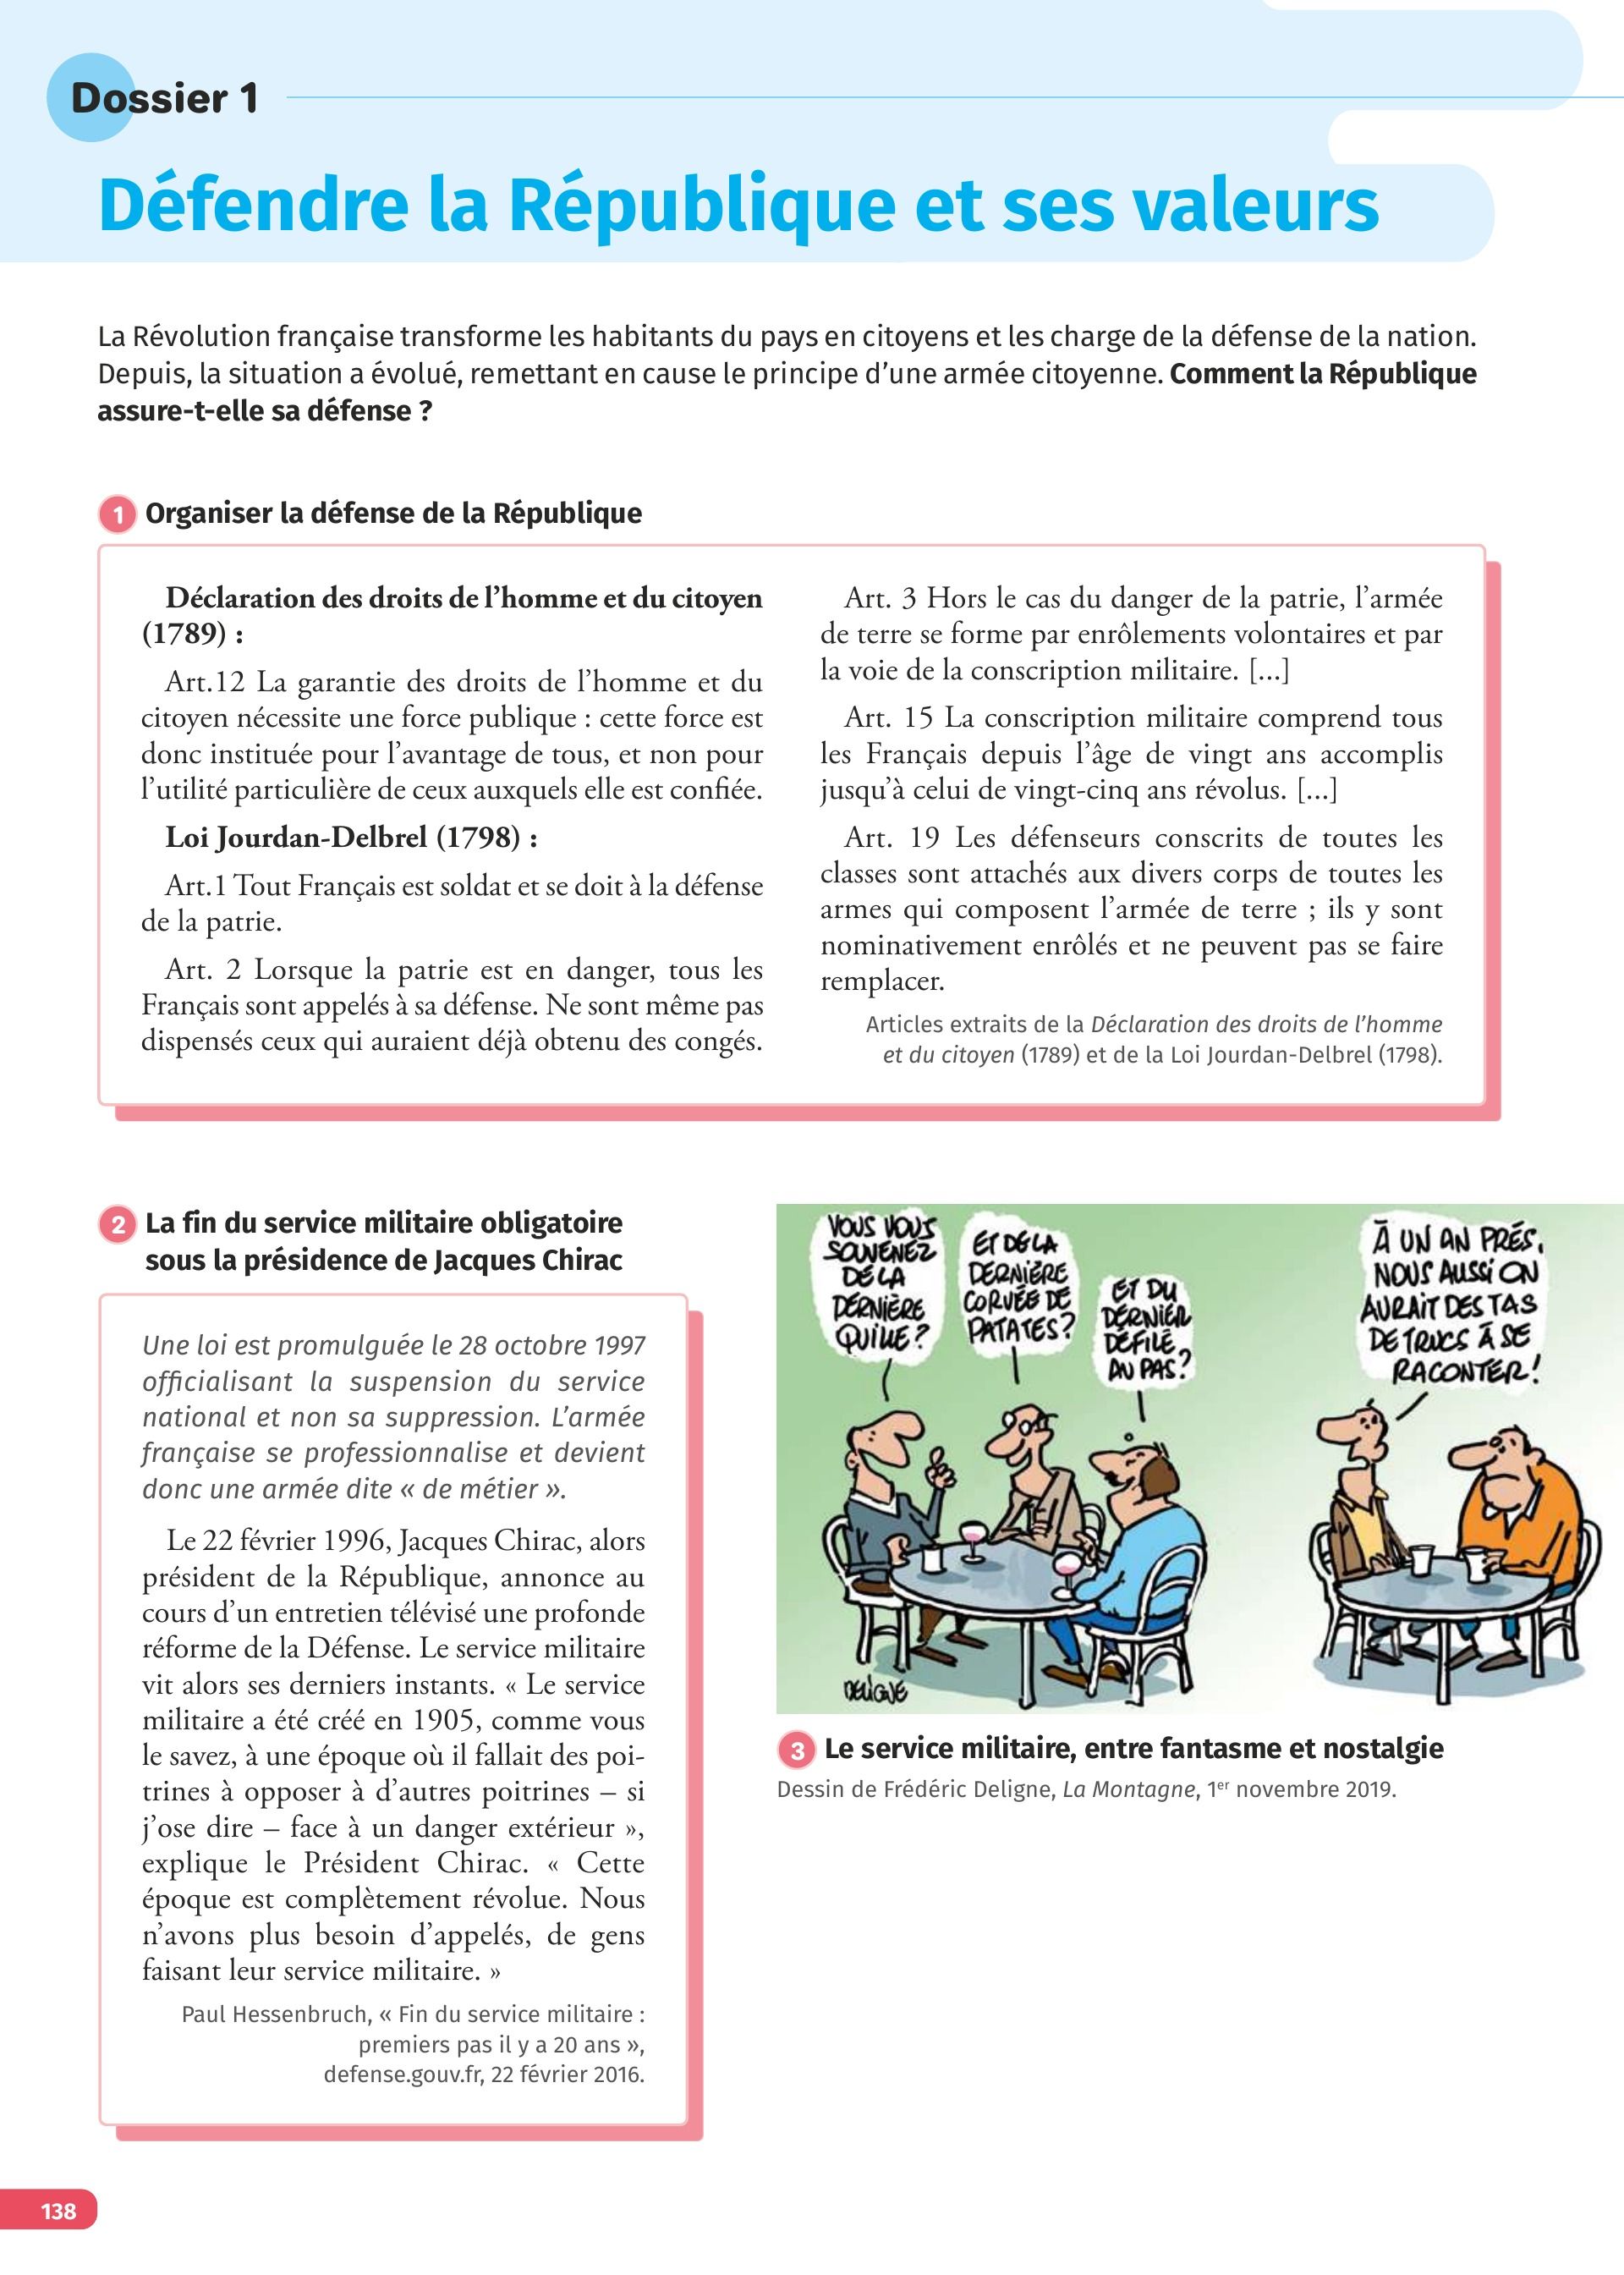 Dossier 1
Défendre la République et ses valeurs
La Révolution française transforme les habitants du pays en citoyens et les charge de la défense de la nation.
Depuis, la situation a évolué, remettant en cause le principe d’une armée citoyenne. Comment la République
assure-t-elle sa défense ?
1 Organiser la défense de la République
Déclaration des droits de l’homme et du citoyen
(1789) :
Art.12 La garantie des droits de l’homme et du
citoyen nécessite une force publique : cette force est
donc instituée pour l’avantage de tous, et non pour
l’utilité particulière de ceux auxquels elle est confiée.
Loi Jourdan-Delbrel (1798) :
Art.1 Tout Français est soldat et se doit à la défense
de la patrie.
Art. 2 Lorsque la patrie est en danger, tous les
Français sont appelés à sa défense. Ne sont même pas
dispensés ceux qui auraient déjà obtenu des congés.
Art. 3 Hors le cas du danger de la patrie, l’armée
de terre se forme par enrôlements volontaires et par
la voie de la conscription militaire. [...]
Art. 15 La conscription militaire comprend tous
les Français depuis l’âge de vingt ans accomplis
jusqu’à celui de vingt-cinq ans révolus. [...]
Art. 19 Les défenseurs conscrits de toutes les
classes sont attachés aux divers corps de toutes les
armes qui composent l’armée de terre ; ils y sont
nominativement enrôlés et ne peuvent pas se faire
remplacer.
Articles extraits de la Déclaration des droits de l’homme
et du citoyen (1789) et de la Loi Jourdan-Delbrel (1798).
2 La fin du service militaire obligatoire
sous la présidence de Jacques Chirac
Une loi est promulguée le 28 octobre 1997
officialisant la suspension du service
national et non sa suppression. L’armée
française se professionnalise et devient
donc une armée dite « de métier ».
Le 22 février 1996, Jacques Chirac, alors
président de la République, annonce au
cours d’un entretien télévisé une profonde
réforme de la Défense. Le service militaire
vit alors ses derniers instants. « Le service
militaire a été créé en 1905, comme vous
le savez, à une époque où il fallait des poi-
trines à opposer à d’autres poitrines – si
j’ose dire – face à un danger extérieur »,
explique le Président Chirac. « Cette
époque est complètement révolue. Nous
n’avons plus besoin d’appelés, de gens
faisant leur service militaire. »
Paul Hessenbruch, « Fin du service militaire :
premiers pas il y a 20 ans »,
defense.gouv.fr, 22 février 2016.
VOUS VOUS
SOUVENEZ
DE LA
DERNIÈRE
QUILLE ?
ET DE LA
DERNIÈRE
CORVÉE DE
PATATES ?
ET DU
DERNIER
DÉFILÉ
AU PAS ?
À UN AN PRÈS,
NOUS AUSSI ON
AURAIT DES TAS
DE TRUCS À SE
RACONTER !
DELIGNE
3 Le service militaire, entre fantasme et nostalgie
Dessin de Frédéric Deligne, La Montagne, 1er novembre 2019.
138